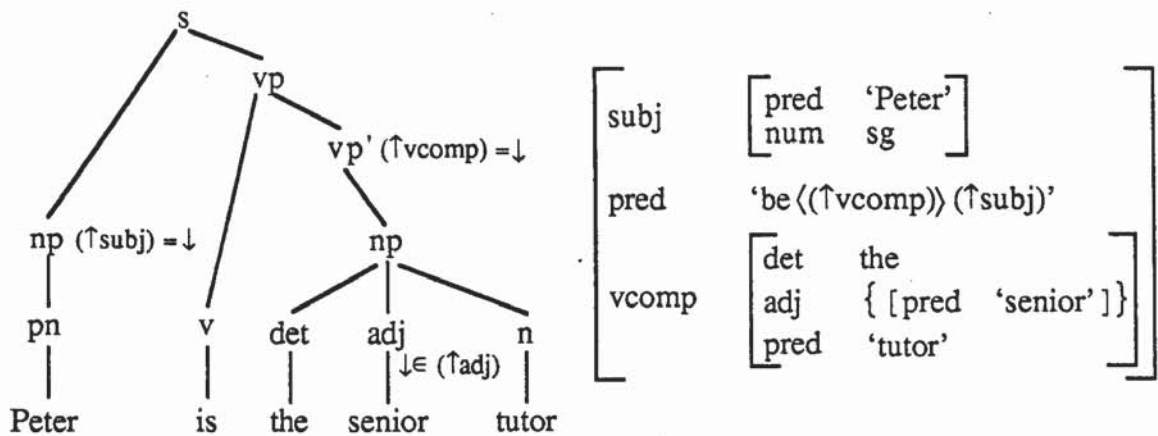 s
vp
vp' (↑vcomp) =↓
np (↑subj) =↓
np
pn
v
det
adj
n
↓∈ (↑adj)
Peter
is
the
senior
tutor
subj
pred 'Peter'
num sg
pred 'be⟨(↑vcomp)⟩(↑subj)'
vcomp
det the
adj { [pred 'senior' ]}
pred 'tutor'